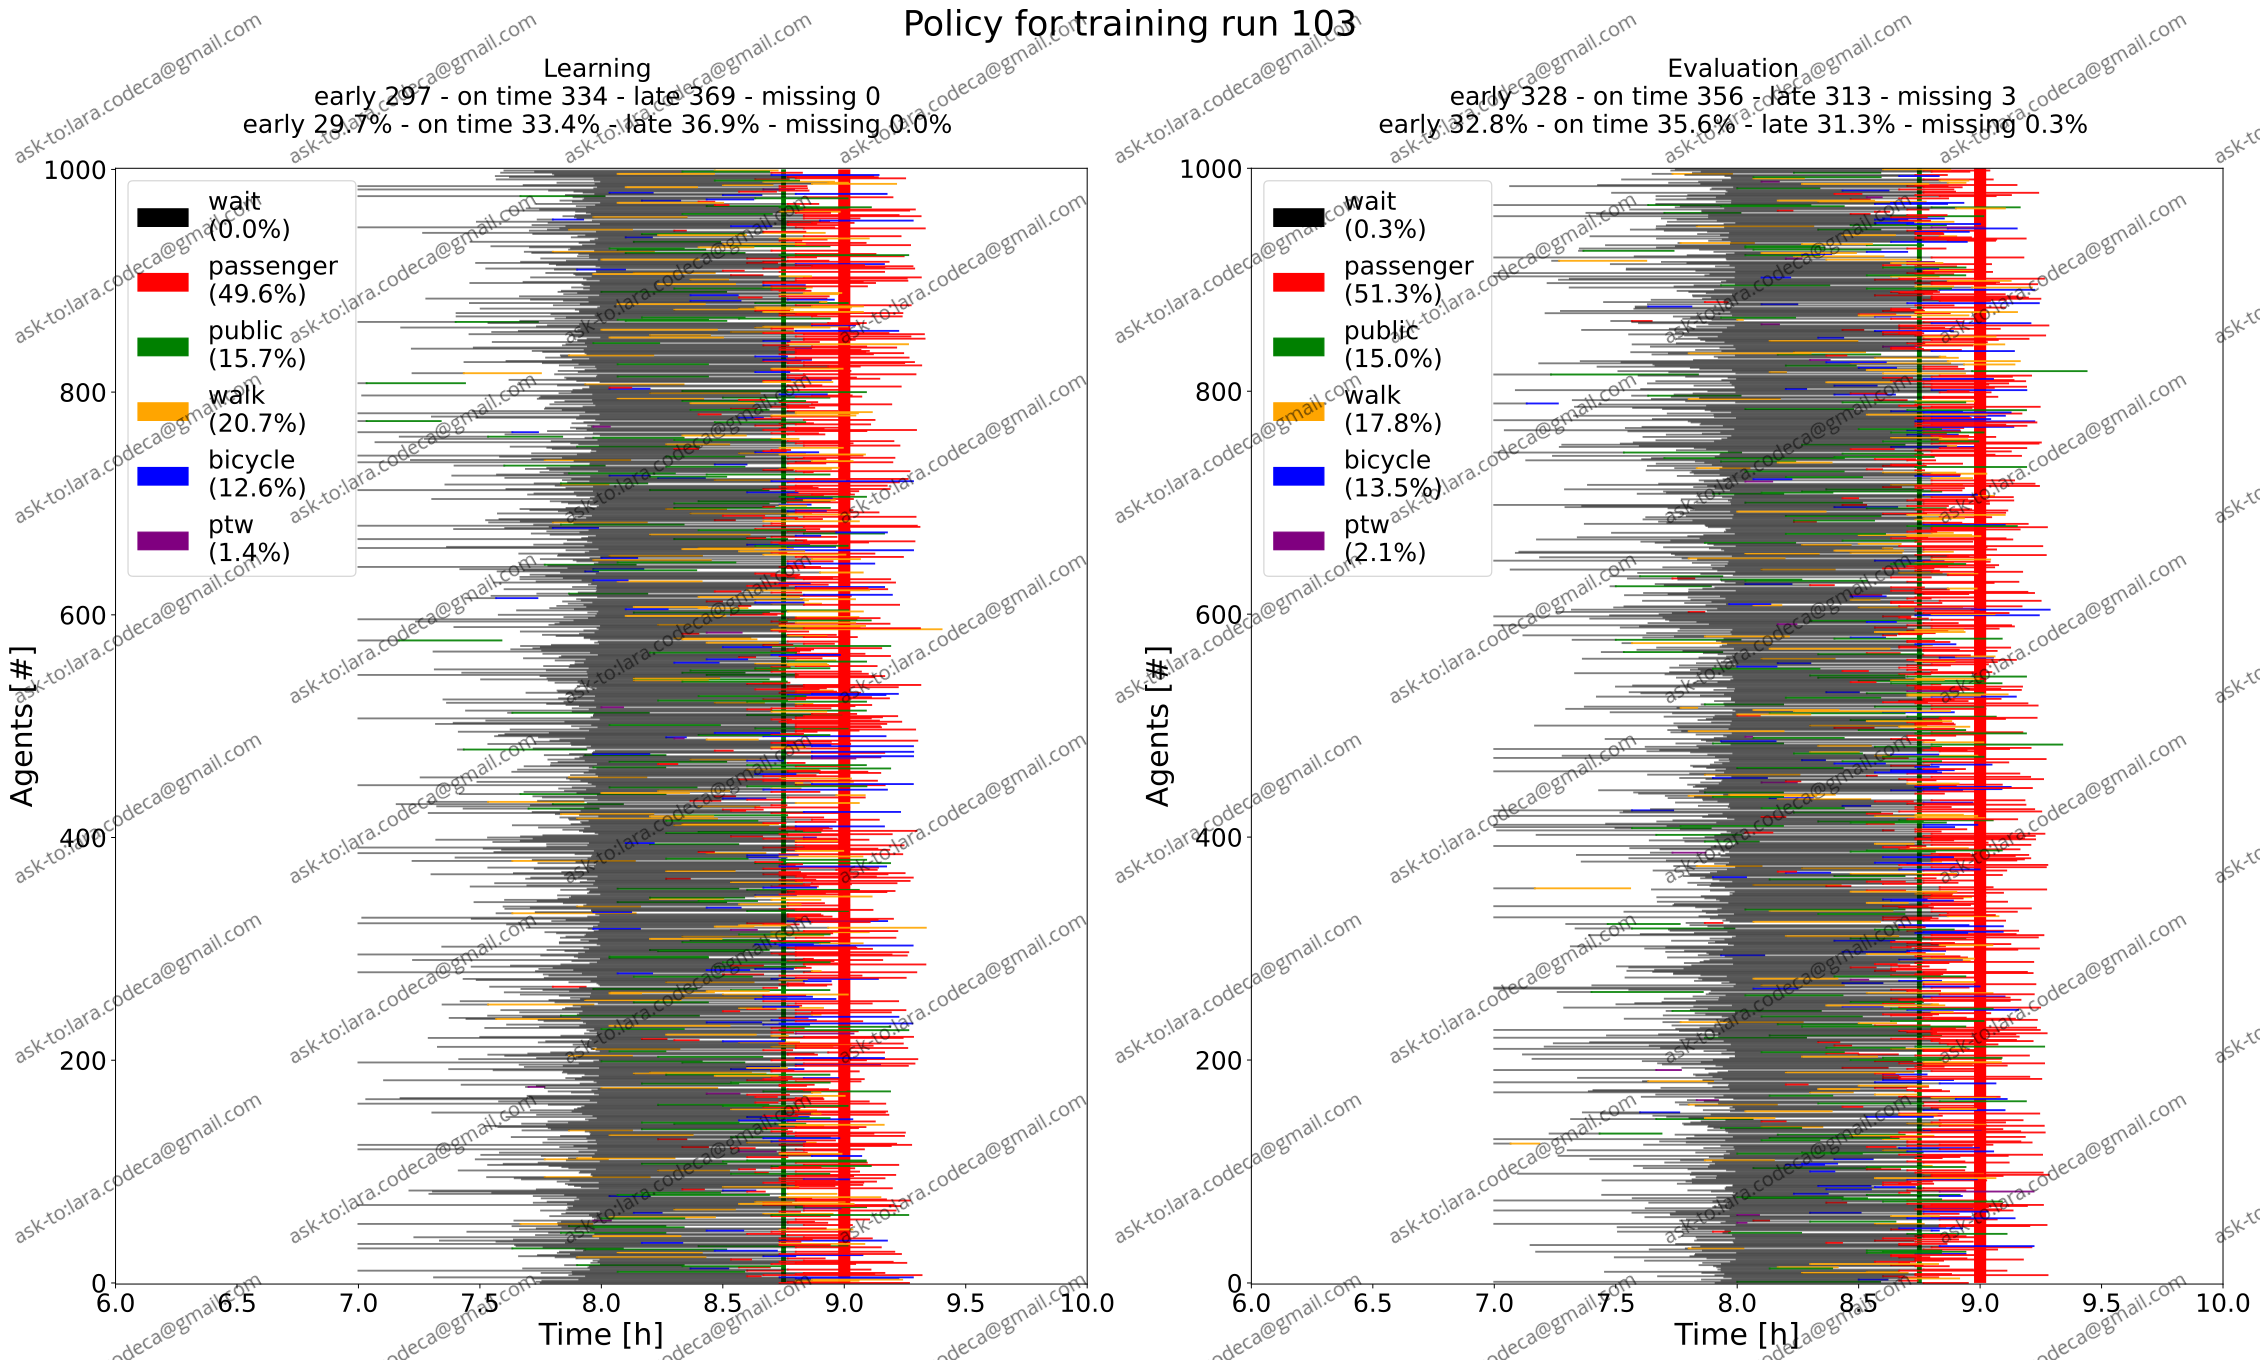 Policy for training run 103
Learning
early 297 - on time 334 - late 369 - missing 0
early 29.7% - on time 33.4% - late 36.9% - missing 0.0%
1000
800
600
400
200
0
Agents [#]
wait
(0.0%)
passenger
(49.6%)
public
(15.7%)
walk
(20.7%)
bicycle
(12.6%)
ptw
(1.4%)
6.0 6.5 7.0 7.5 8.0 8.5 9.0 9.5 10.0
Time [h]
Evaluation
early 328 - on time 356 - late 313 - missing 3
early 32.8% - on time 35.6% - late 31.3% - missing 0.3%
1000
800
600
400
200
0
Agents [#]
wait
(0.3%)
passenger
(51.3%)
public
(15.0%)
walk
(17.8%)
bicycle
(13.5%)
ptw
(2.1%)
6.0 6.5 7.0 7.5 8.0 8.5 9.0 9.5 10.0
Time [h]
ask-to:lara.codeca@gmail.com